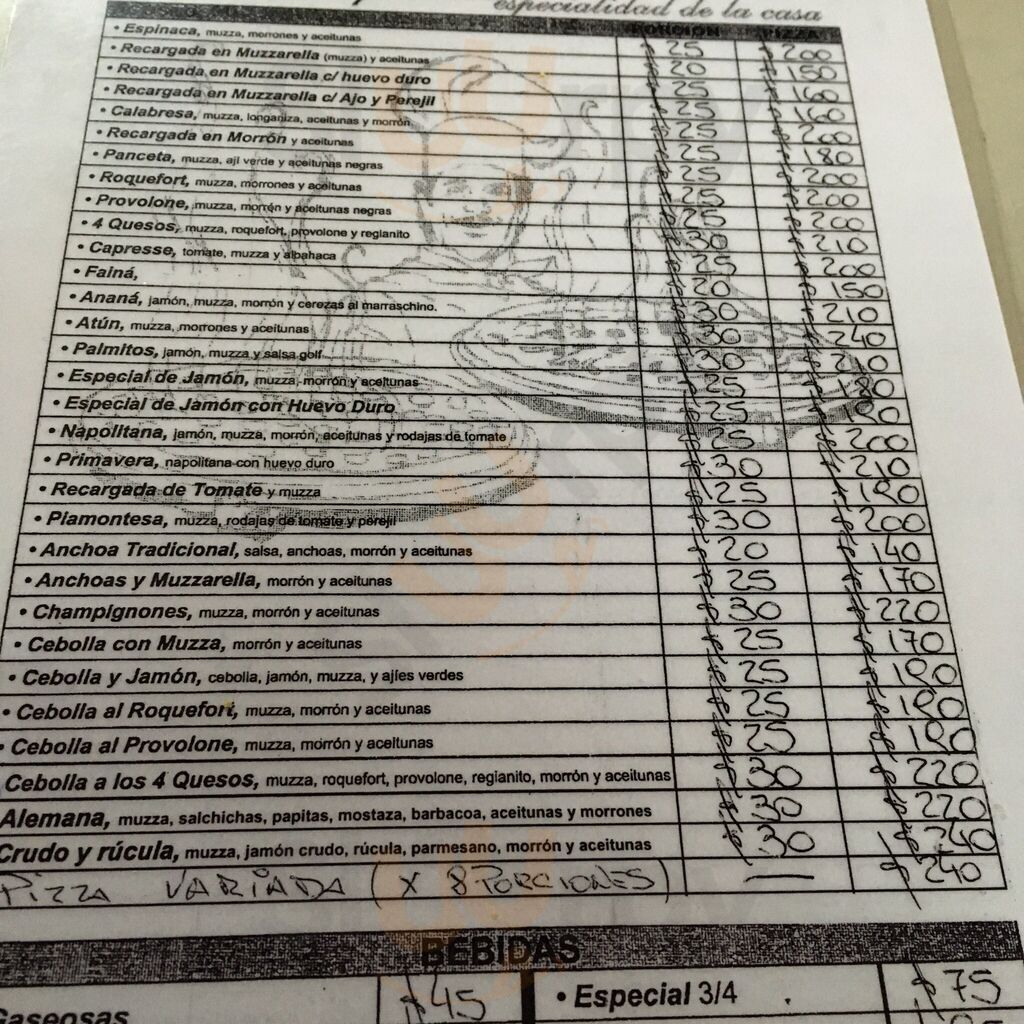 especialidad de la casa
PORCION PIZZA
• Espinaca, muzza, morrones y aceitunas $ 25 $ 200
• Recargada en Muzzarella (muzza) y aceitunas $ 20 $ 150
• Recargada en Muzzarella c/ huevo duro $ 25 $ 160
• Recargada en Muzzarella c/ Ajo y Perejil $ 25 $ 160
• Calabresa, muzza, longaniza, aceitunas y morrón $ 25 $ 200
• Recargada en Morrón y aceitunas $ 25 $ 180
• Panceta, muzza, ají verde y aceitunas negras $ 25 $ 200
• Roquefort, muzza, morrones y aceitunas $ 25 $ 200
• Provolone, muzza, morrón y aceitunas negras $ 25 $ 200
• 4 Quesos, muzza, roquefort, provolone y regianito $ 30 $ 210
• Capresse, tomate, muzza y albahaca $ 25 $ 200
• Fainá, $ 20 $ 150
• Ananá, jamón, muzza, morrón y cerezas al marraschino. $ 30 $ 210
• Atún, muzza, morrones y aceitunas $ 30 $ 240
• Palmitos, jamón, muzza y salsa golf $ 30 $ 210
• Especial de Jamón, muzza, morrón y aceitunas $ 25 $ 180
• Especial de Jamón con Huevo Duro $ 25 $
• Napolitana, jamón, muzza, morrón, aceitunas y rodajas de tomate $ 25 $ 200
• Primavera, napolitana con huevo duro $ 30 $ 210
• Recargada de Tomate y muzza $ 25 $ 180
• Piamontesa, muzza, rodajas de tomate y perejil $ 30 $ 200
• Anchoa Tradicional, salsa, anchoas, morrón y aceitunas $ 20 $ 140
• Anchoas y Muzzarella, morrón y aceitunas $ 25 $ 170
• Champignones, muzza, morrón y aceitunas $ 30 $ 220
• Cebolla con Muzza, morrón y aceitunas $ 25 $ 170
• Cebolla y Jamón, cebolla, jamón, muzza, y ajíes verdes $ 25 $ 180
• Cebolla al Roquefort, muzza, morrón y aceitunas $ 25 $ 180
• Cebolla al Provolone, muzza, morrón y aceitunas $ 25 $ 180
Cebolla a los 4 Quesos, muzza, roquefort, provolone, regianito, morrón y aceitunas $ 30 $ 220
Alemana, muzza, salchichas, papitas, mostaza, barbacoa, aceitunas y morrones $ 30 $ 220
Crudo y rúcula, muzza, jamón crudo, rúcula, parmesano, morrón y aceitunas $ 30 $ 240
PIZZA VARIADA (X 8 PORCIONES) $ 240
BEBIDAS
Gaseosas $ 45 • Especial 3/4 $ 75